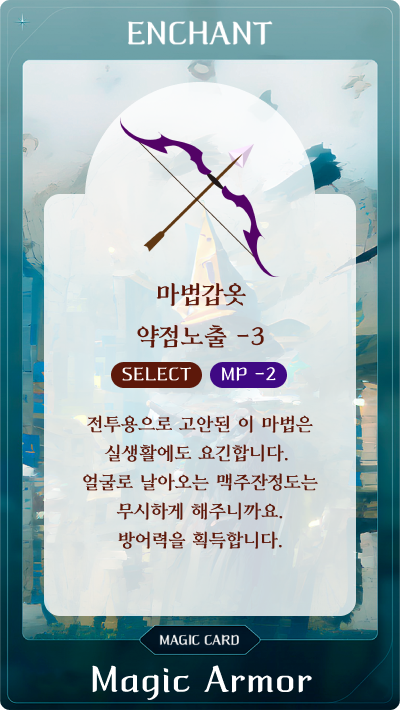 ENCHANT
마법갑옷
약점노출 -3
SELECT MP -2
전투용으로 고안된 이 마법은
실생활에도 요긴합니다.
얼굴로 날아오는 맥주잔정도는
무시하게 해주니까요.
방어력을 획득합니다.
MAGIC CARD
Magic Armor